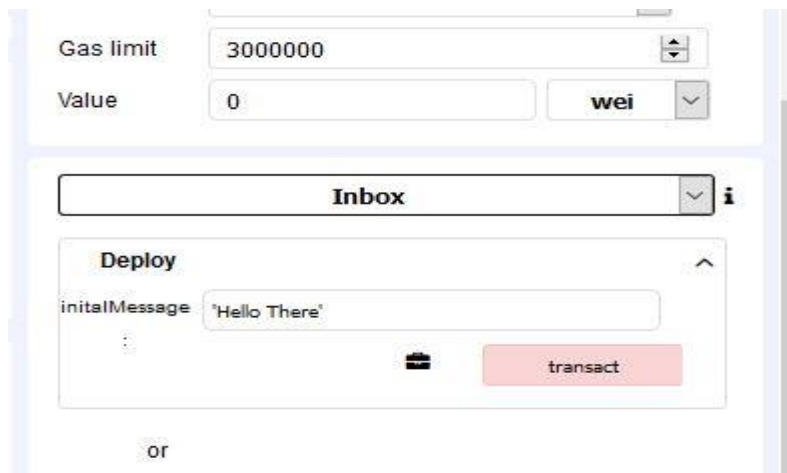 Gas limit 3000000
Value 0 wei
Inbox i
Deploy
initalMessage 'Hello There'
:
transact
or